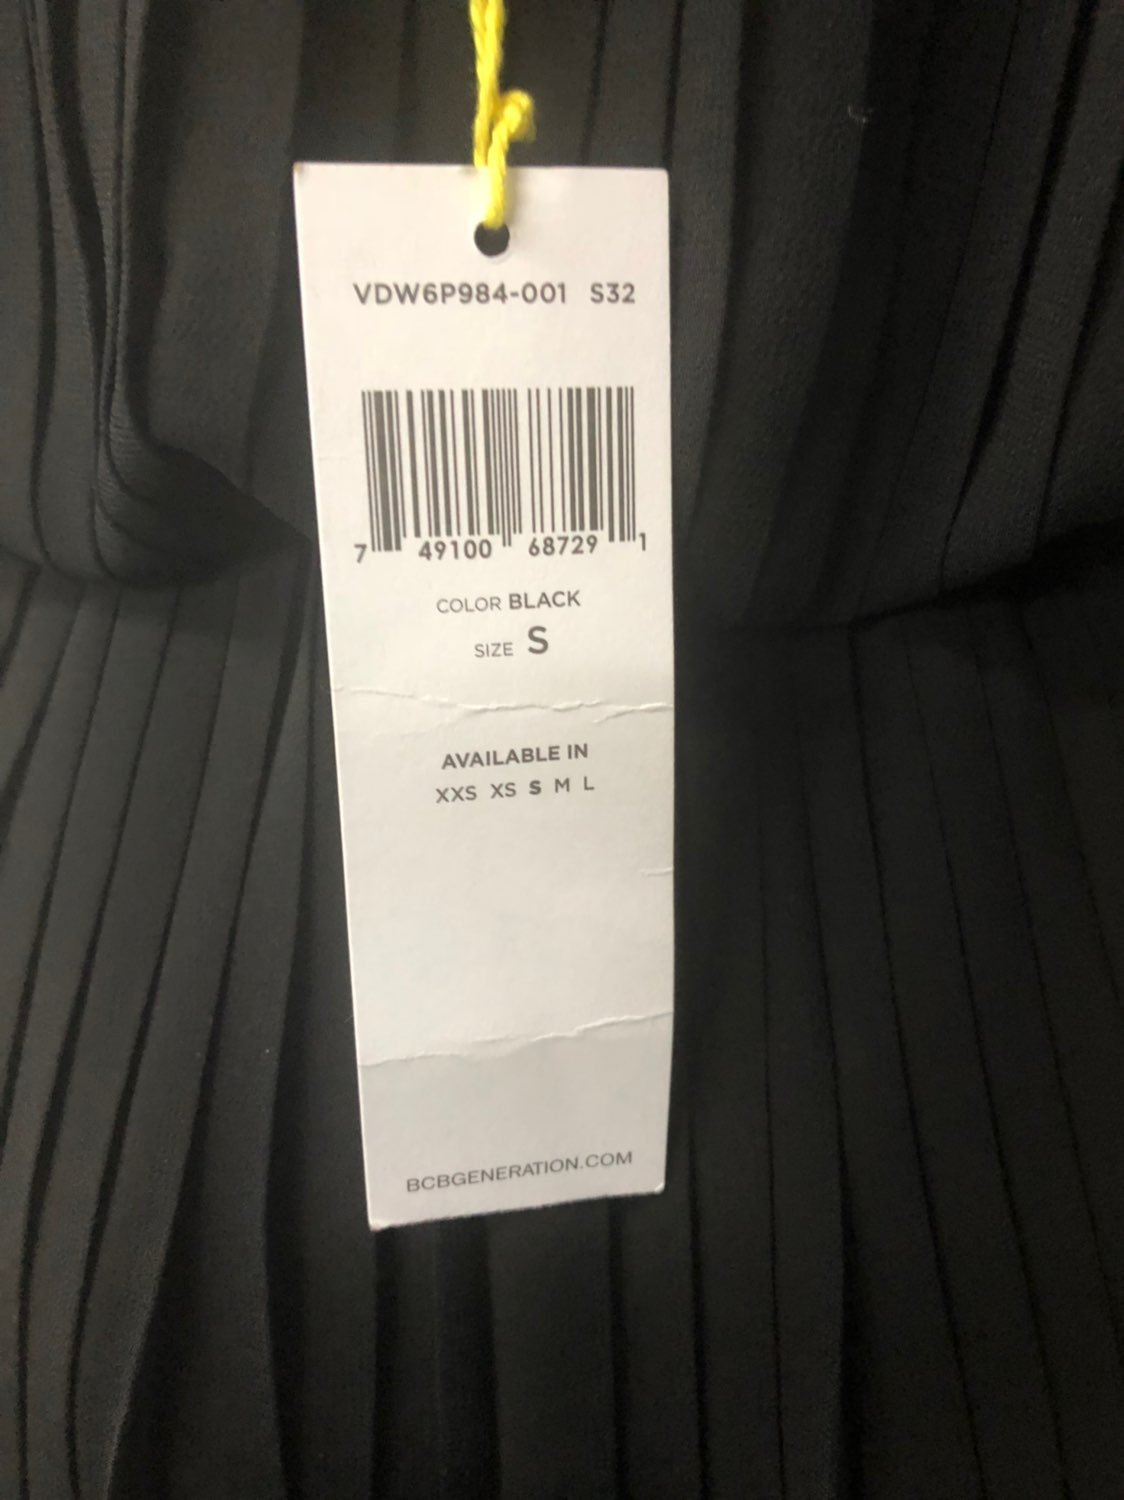 VDW6P984-001 S32
7 49100 68729 1
COLOR BLACK
SIZE S
AVAILABLE IN
XXS XS S M L
BCBGENERATION.COM